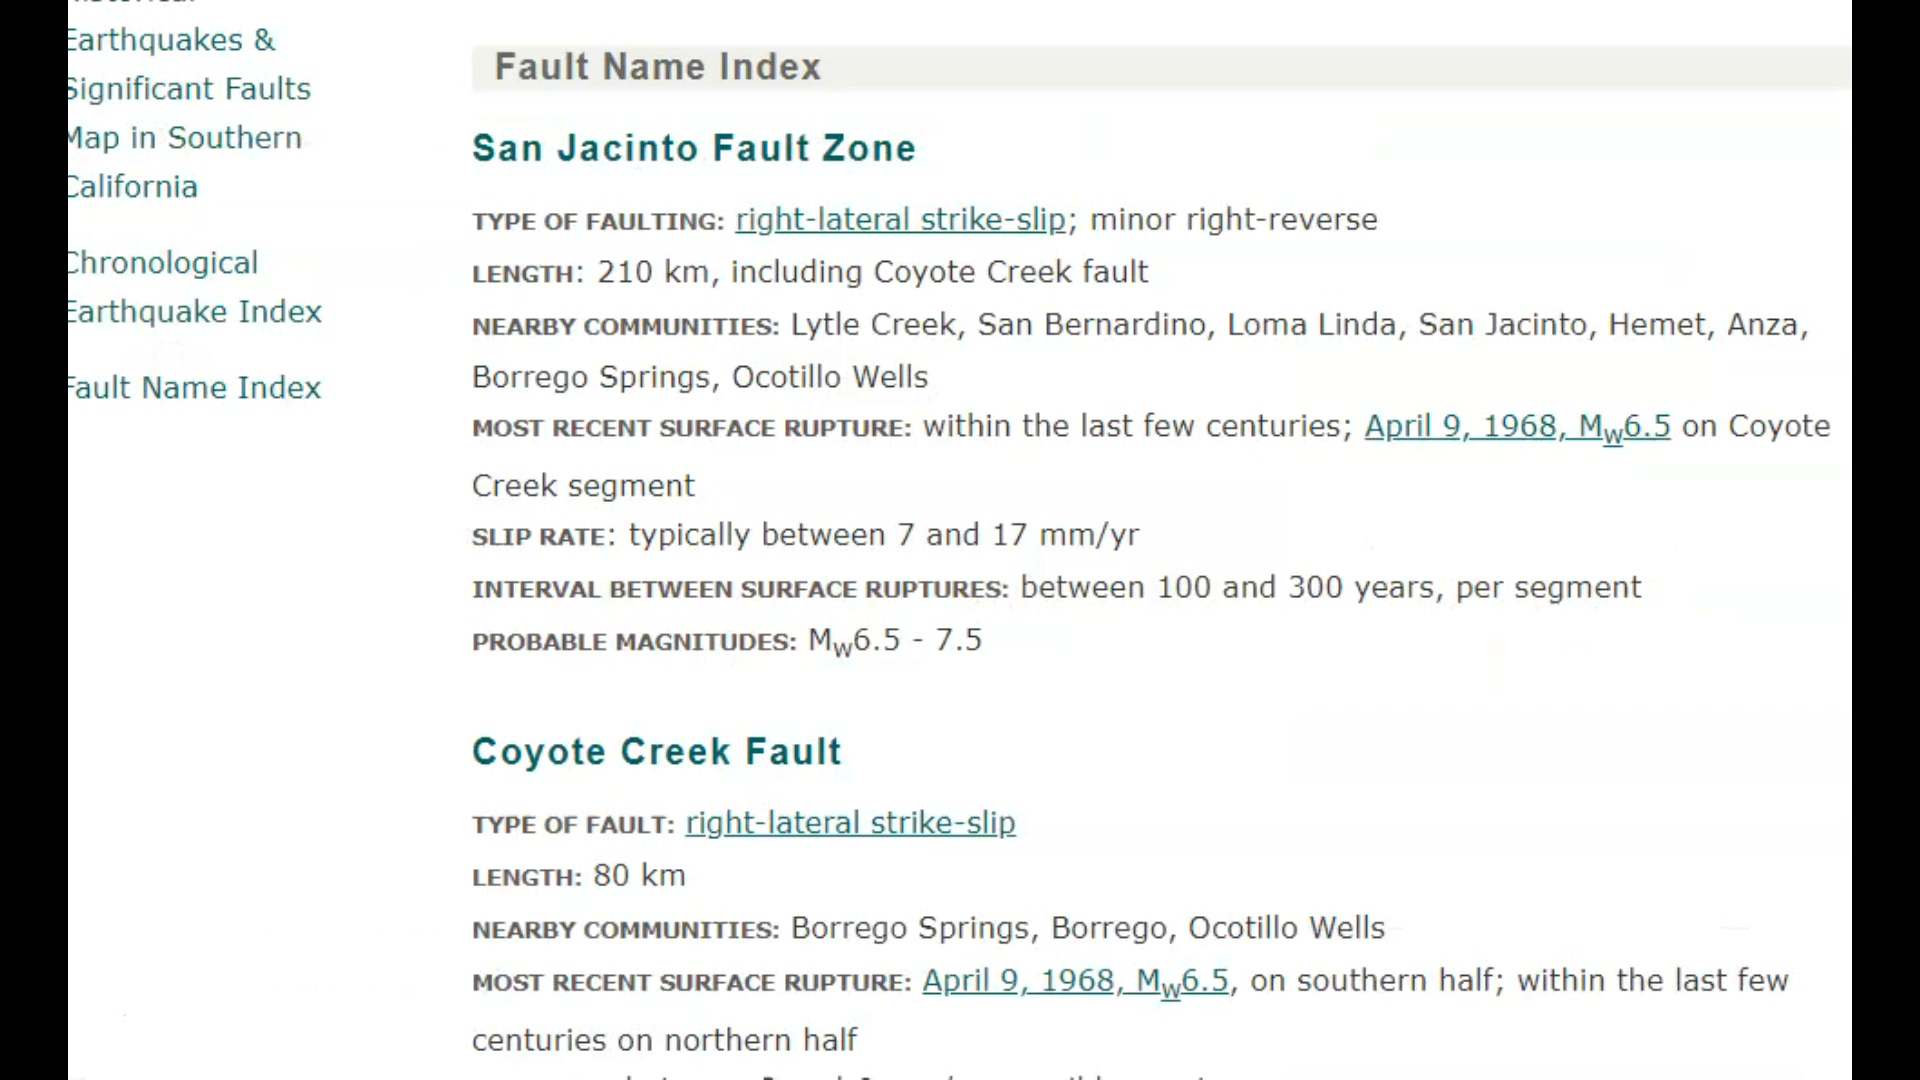 Earthquakes &
Significant Faults
Map in Southern
California
Chronological
Earthquake Index
Fault Name Index
Fault Name Index
San Jacinto Fault Zone
TYPE OF FAULTING: right-lateral strike-slip; minor right-reverse
LENGTH: 210 km, including Coyote Creek fault
NEARBY COMMUNITIES: Lytle Creek, San Bernardino, Loma Linda, San Jacinto, Hemet, Anza,
Borrego Springs, Ocotillo Wells
MOST RECENT SURFACE RUPTURE: within the last few centuries; April 9, 1968, Mw6.5 on Coyote
Creek segment
SLIP RATE: typically between 7 and 17 mm/yr
INTERVAL BETWEEN SURFACE RUPTURES: between 100 and 300 years, per segment
PROBABLE MAGNITUDES: Mw6.5 - 7.5
Coyote Creek Fault
TYPE OF FAULT: right-lateral strike-slip
LENGTH: 80 km
NEARBY COMMUNITIES: Borrego Springs, Borrego, Ocotillo Wells
MOST RECENT SURFACE RUPTURE: April 9, 1968, Mw6.5, on southern half; within the last few
centuries on northern half